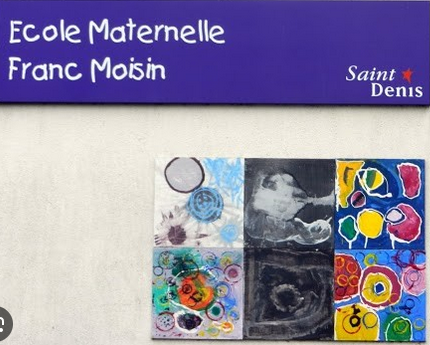 Ecole Maternelle
Franc Moisin
Saint
Denis